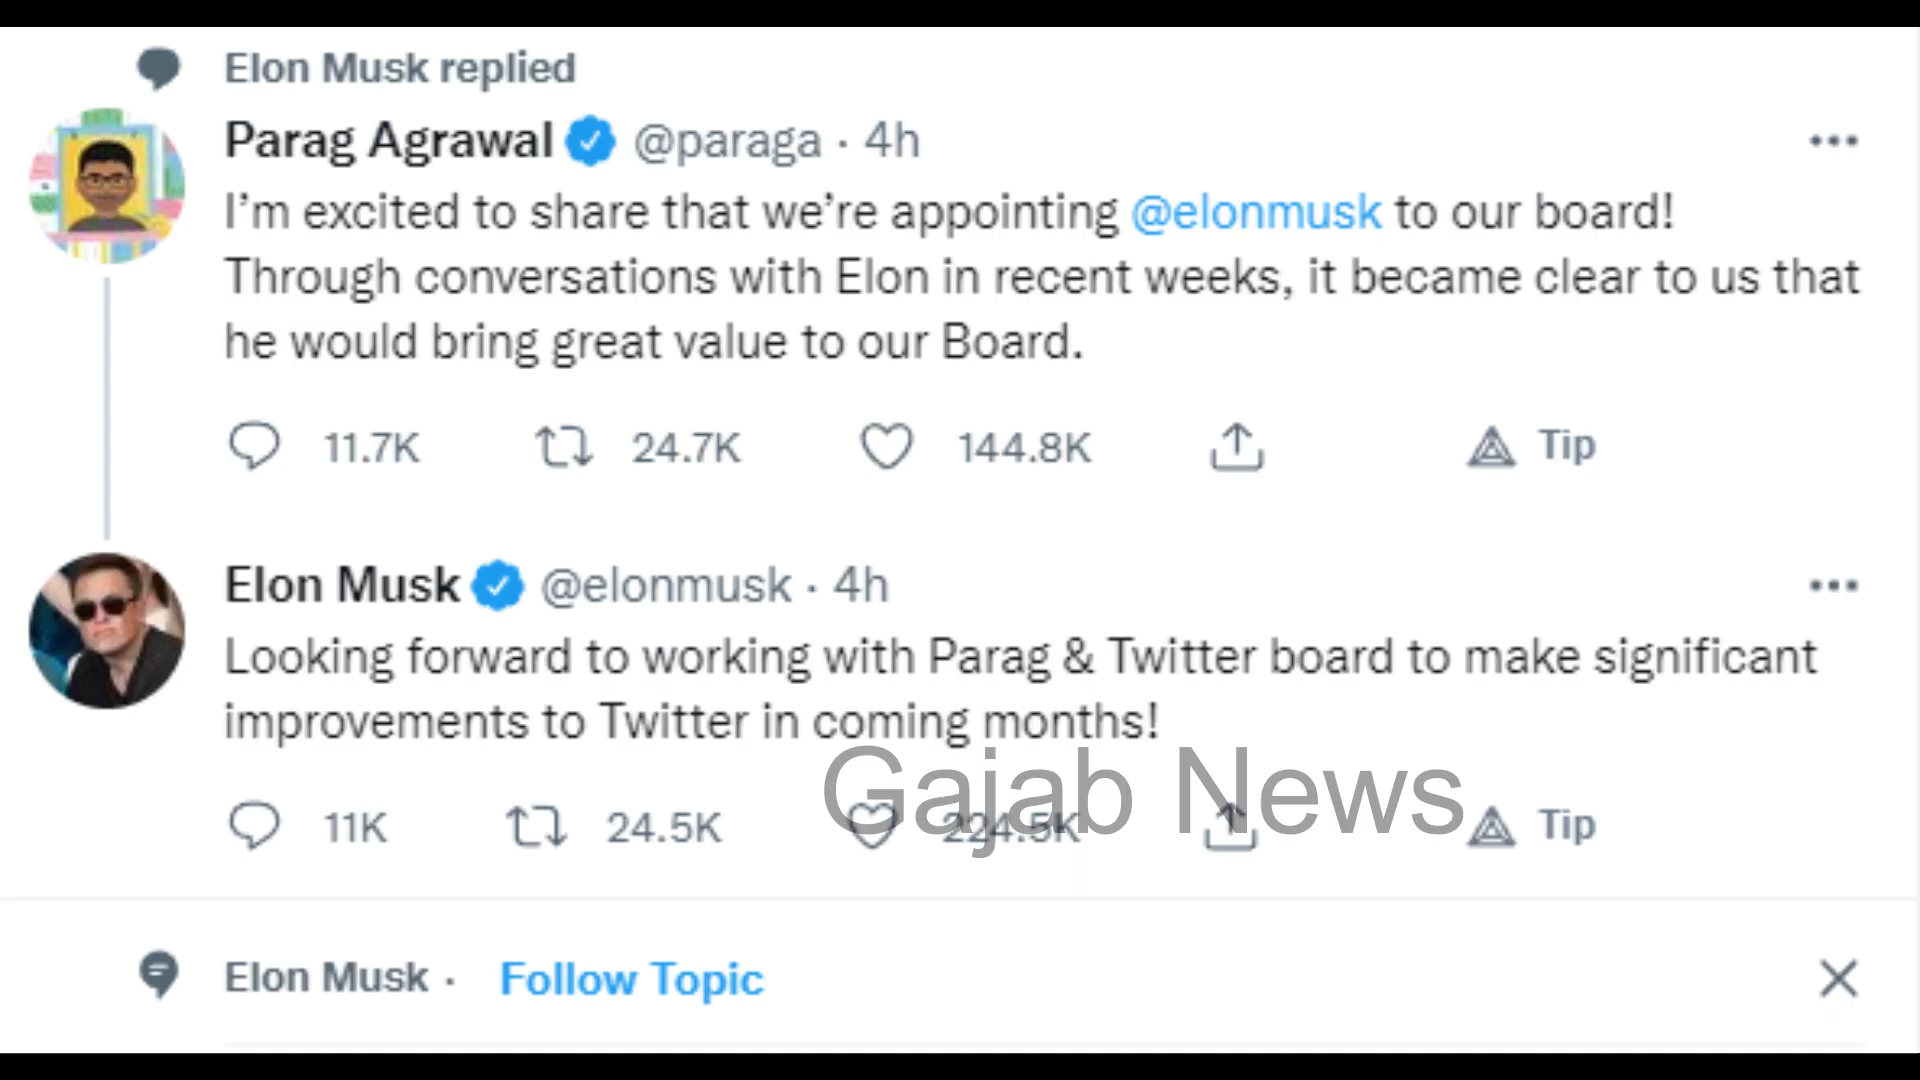 Elon Musk replied
Parag Agrawal @paraga · 4h
I’m excited to share that we’re appointing @elonmusk to our board!
Through conversations with Elon in recent weeks, it became clear to us that
he would bring great value to our Board.
11.7K 24.7K 144.8K Tip
Elon Musk @elonmusk · 4h
Looking forward to working with Parag & Twitter board to make significant
improvements to Twitter in coming months!
Gajab News
11K 24.5K 224.5K Tip
Elon Musk · Follow Topic